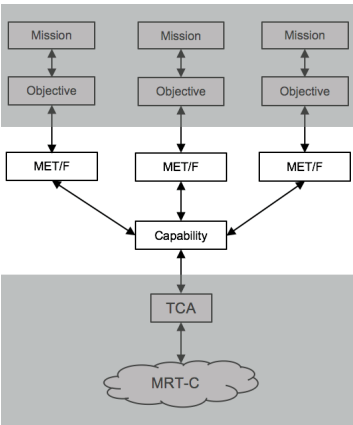 Mission Mission Mission
Objective Objective Objective
MET/F MET/F MET/F
Capability
TCA
MRT-C